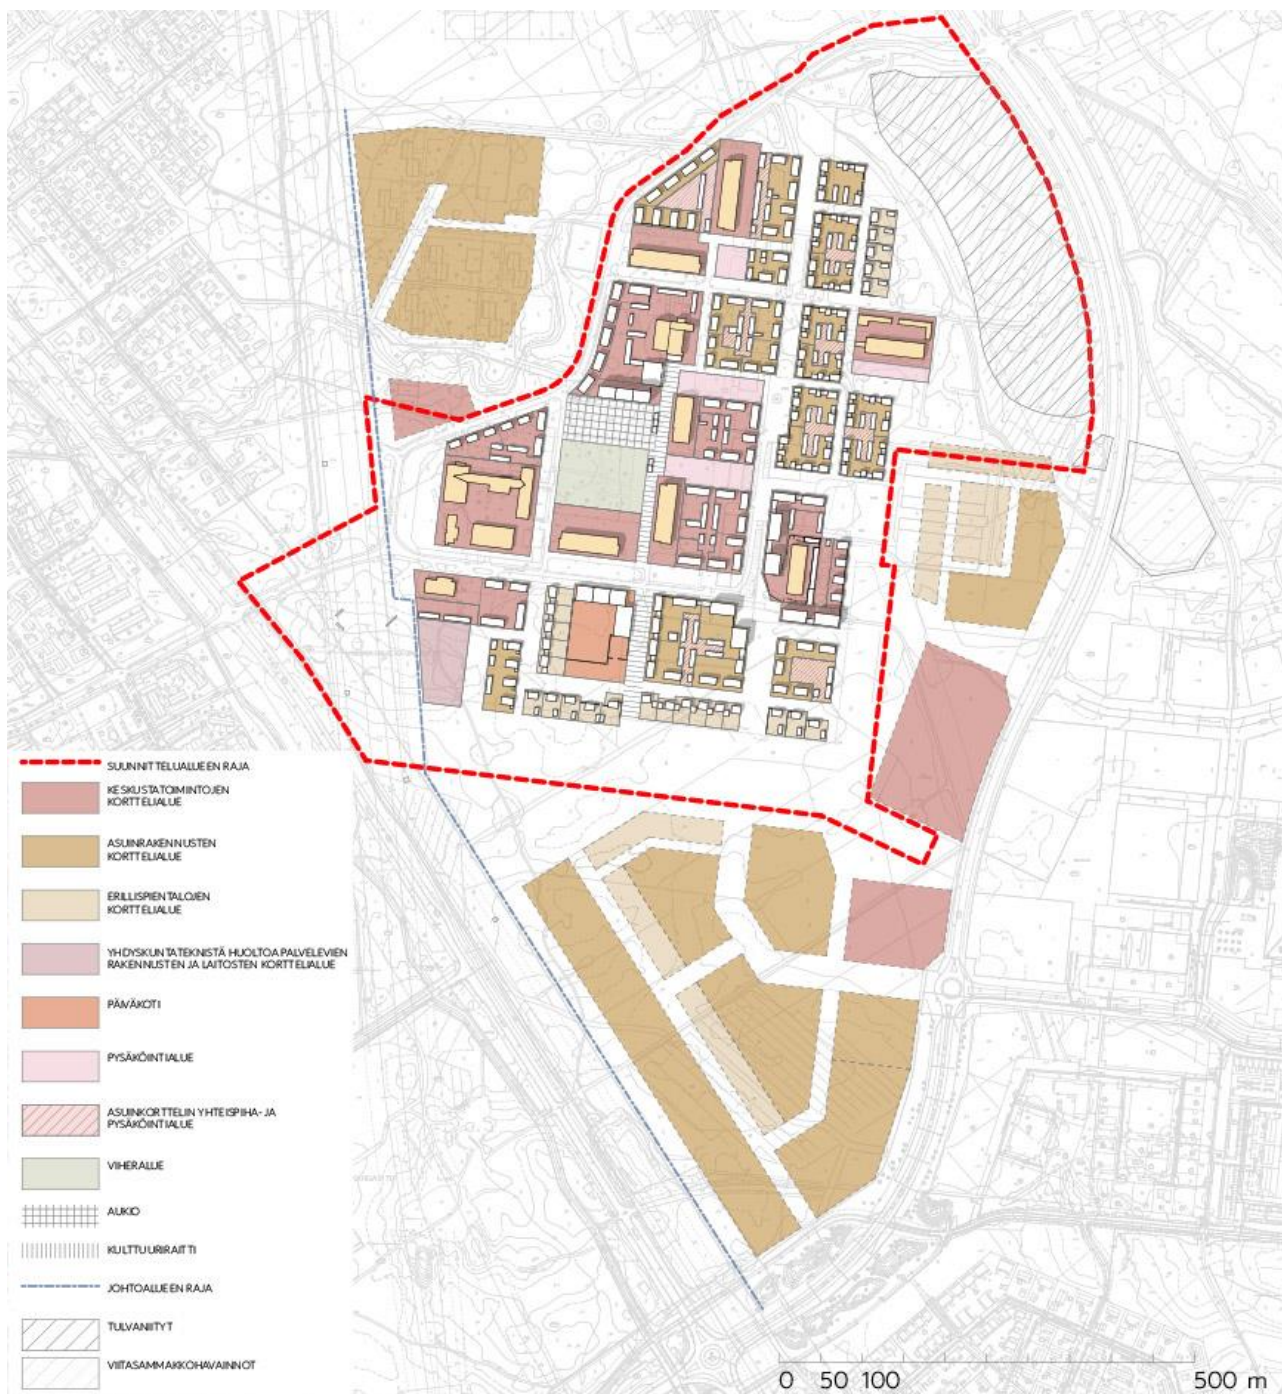 SUUNNITTELUALUEEN RAJA
KESKUSTATOIMINTOJEN
KORTTELIALUE
ASUINRAKENNUSTEN
KORTTELIALUE
ERILLISPIENTALOJEN
KORTTELIALUE
YHDYSKUNTATEKNISTÄ HUOLTOA PALVELEVIEN
RAKENNUSTEN JA LAITOSTEN KORTTELIALUE
PÄIVÄKOTI
PYSÄKÖINTIALUE
ASUINKORTTELIN YHTEISPIHA- JA
PYSÄKÖINTIALUE
VIHERALUE
AUKIO
KULTTUURIRAITTI
JOHTOALUEEN RAJA
TULVANIITYT
VIITASAMMAKKOHAVAINNOT
0 50 100 500 m